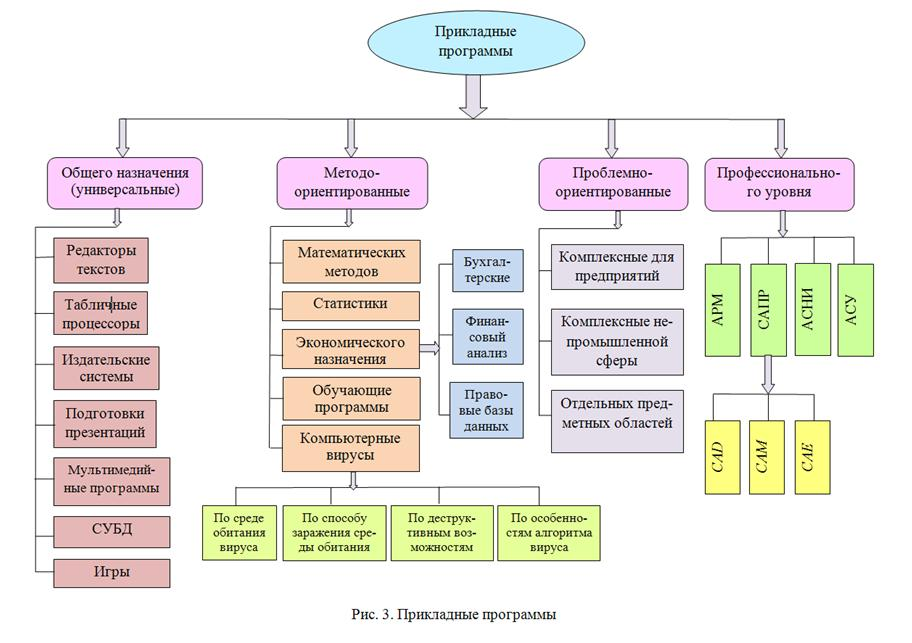 Прикладные
программы
Общего назначения
(универсальные)
Методо-
ориентированные
Проблемно-
ориентированные
Профессионально-
го уровня
Редакторы
текстов
Табличные
процессоры
Издательские
системы
Подготовки
презентаций
Мультимедий-
ные программы
СУБД
Игры
Математических
методов
Статистики
Экономического
назначения
Обучающие
программы
Компьютерные
вирусы
Бухгал-
терские
Финан-
совый
анализ
Право-
вые базы
данных
По среде
обитания
вируса
По способу
заражения сре-
ды обитания
По деструк-
тивным воз-
можностям
По особенно-
стям алгоритма
вируса
Комплексные для
предприятий
Комплексные не-
промышленной
сферы
Отдельных пред-
метных областей
АРМ
САПР
АСНИ
АСУ
CAD
CAM
CAE
Рис. 3. Прикладные программы